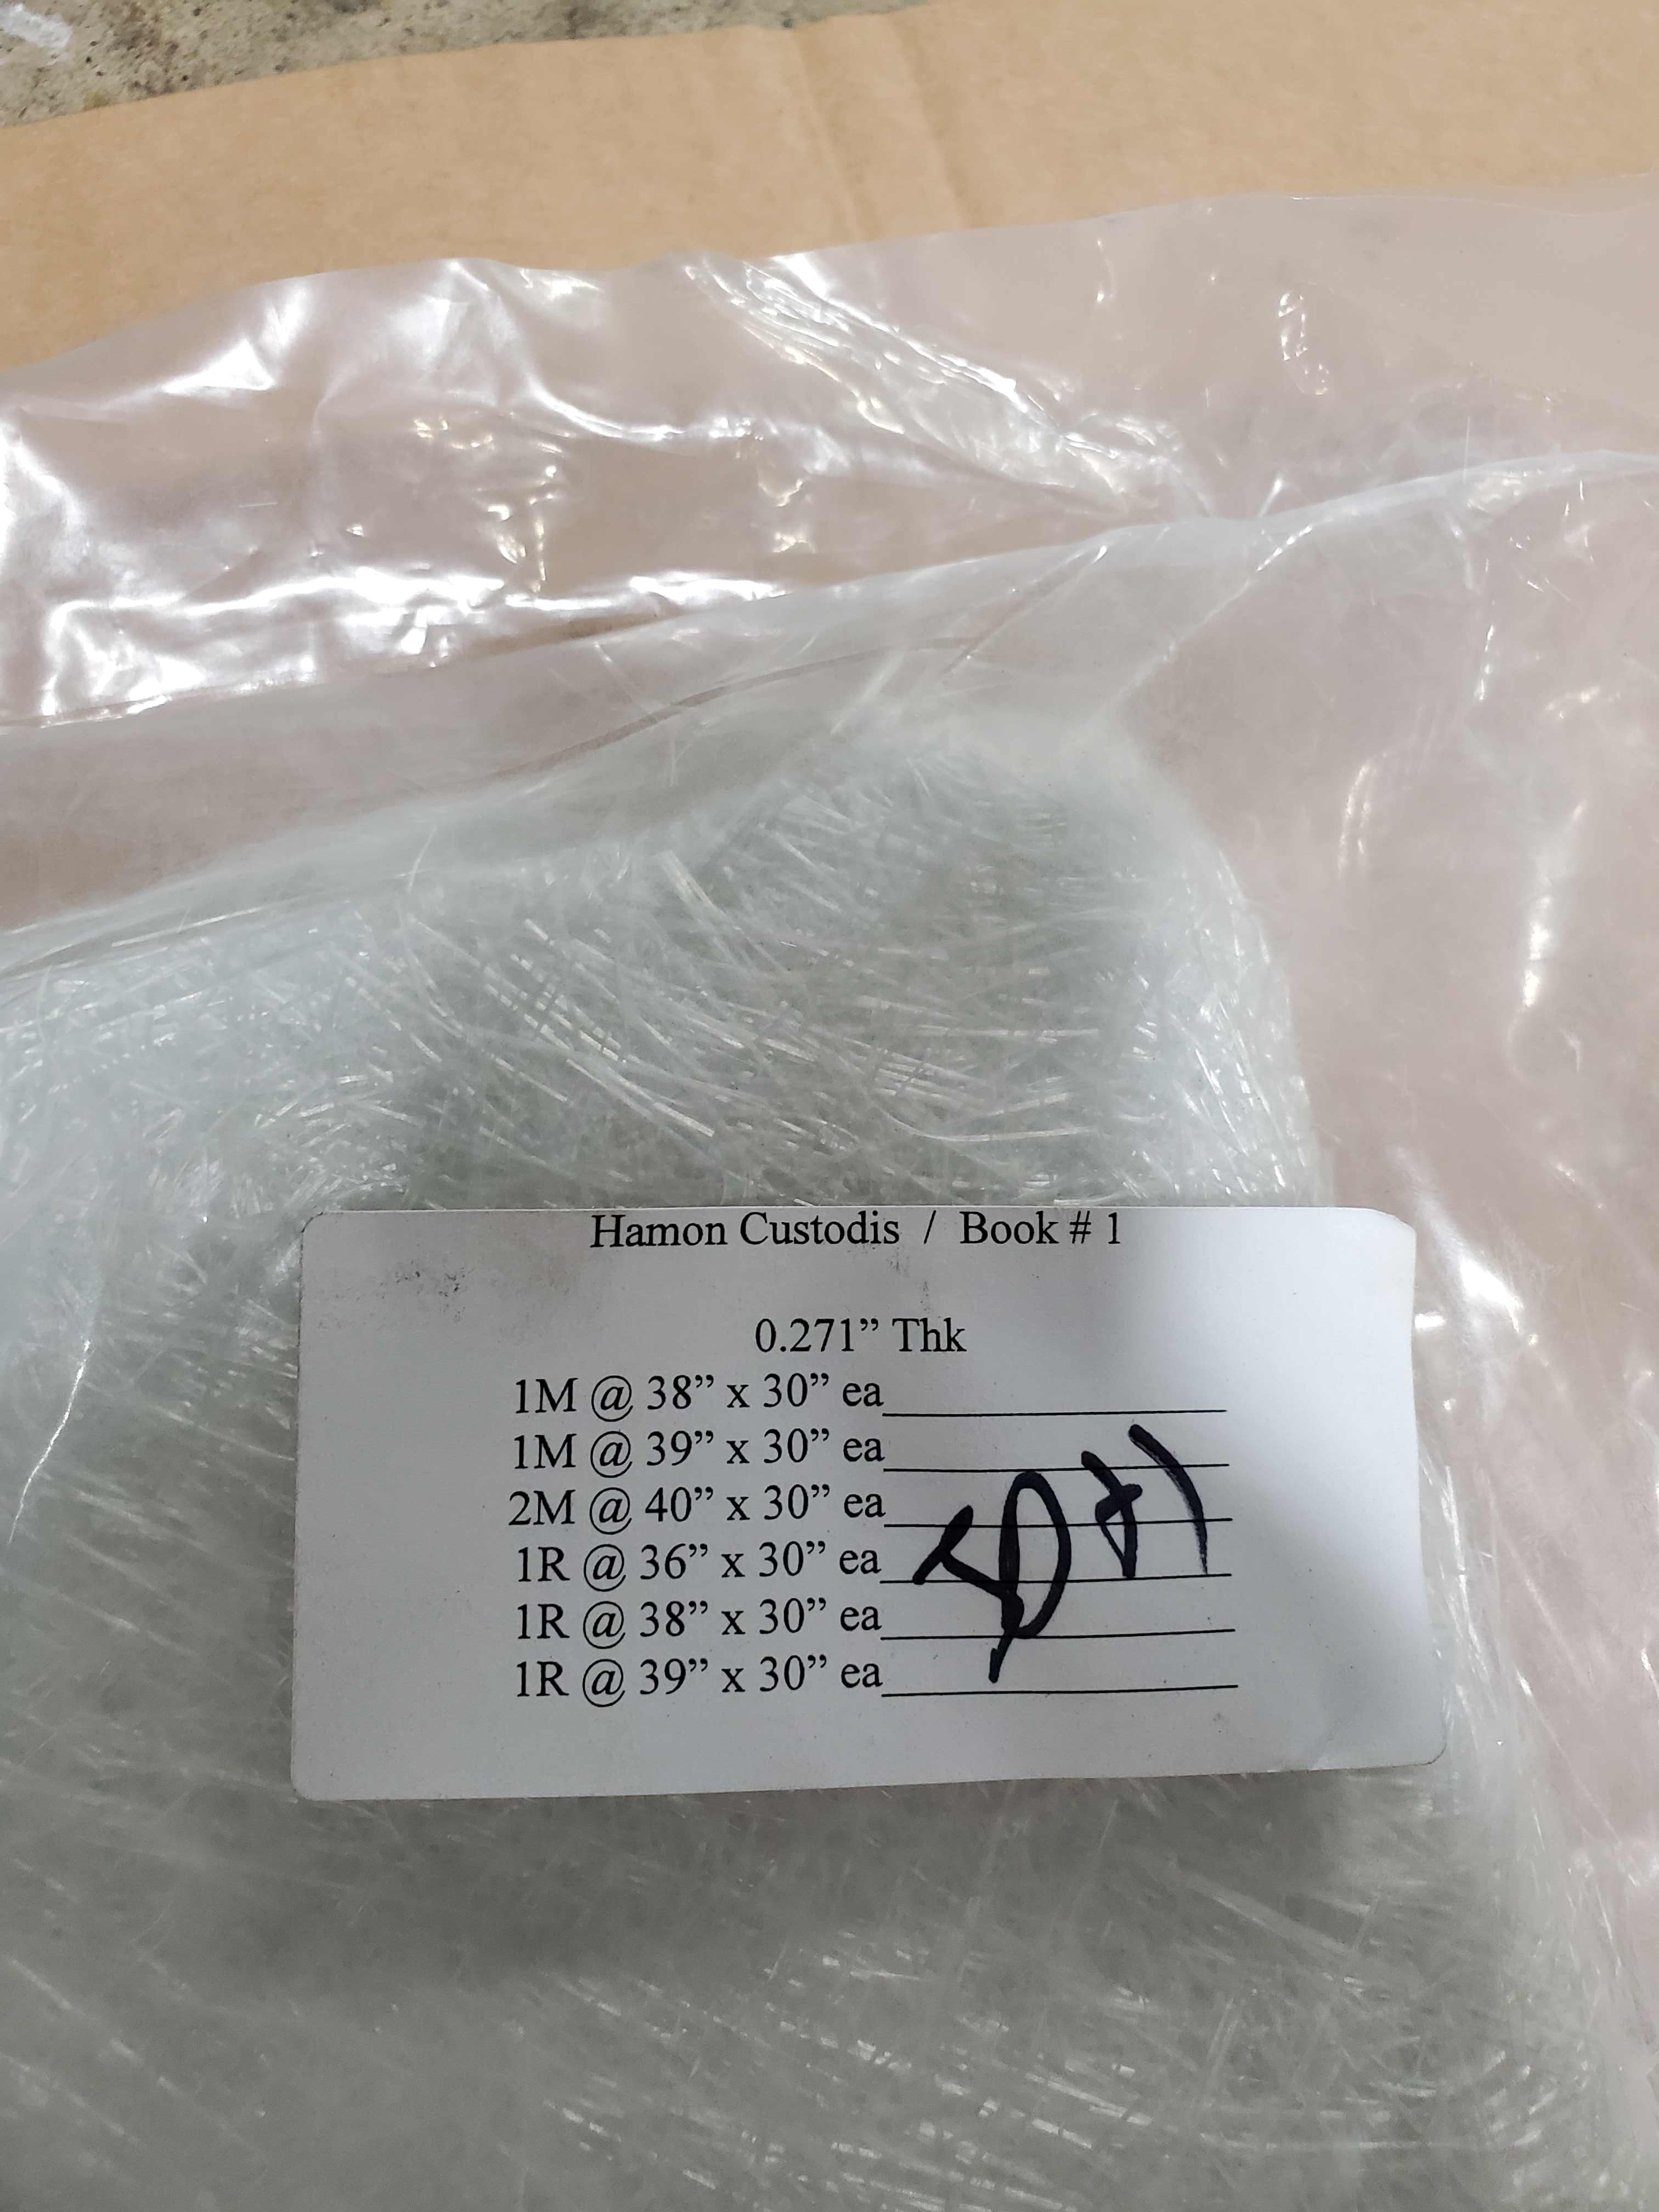 Hamon Custodis / Book # 1
0.271” Thk
1M @ 38” x 30” ea
1M @ 39” x 30” ea
2M @ 40” x 30” ea
1R @ 36” x 30” ea
1R @ 38” x 30” ea
1R @ 39” x 30” ea